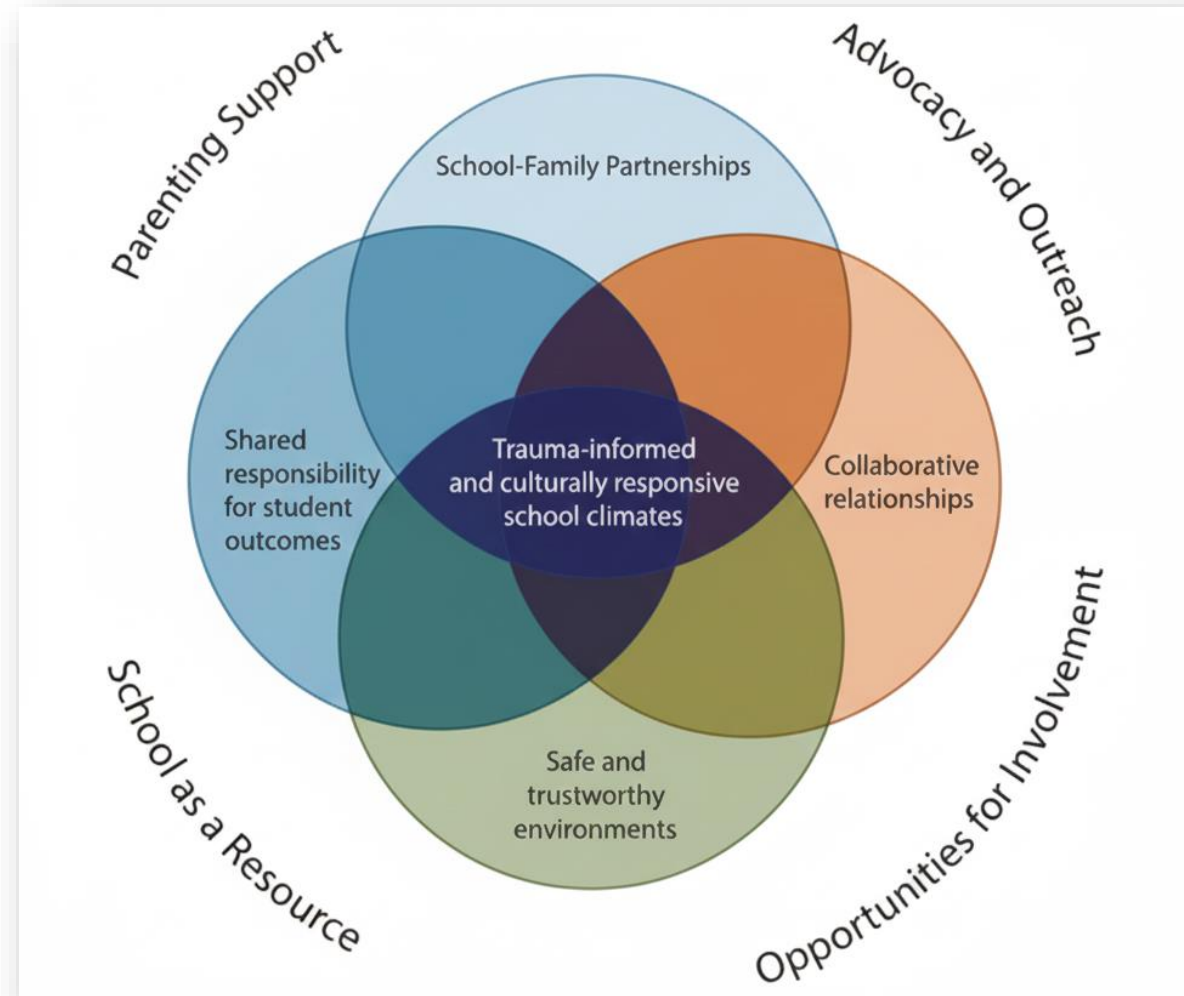 Parenting Support
Advocacy and Outreach
School-Family Partnerships
Shared
responsibility
for student
outcomes
Trauma-informed
and culturally responsive
school climates
Collaborative
relationships
Safe and
trustworthy
environments
School as a Resource
Opportunities for Involvement